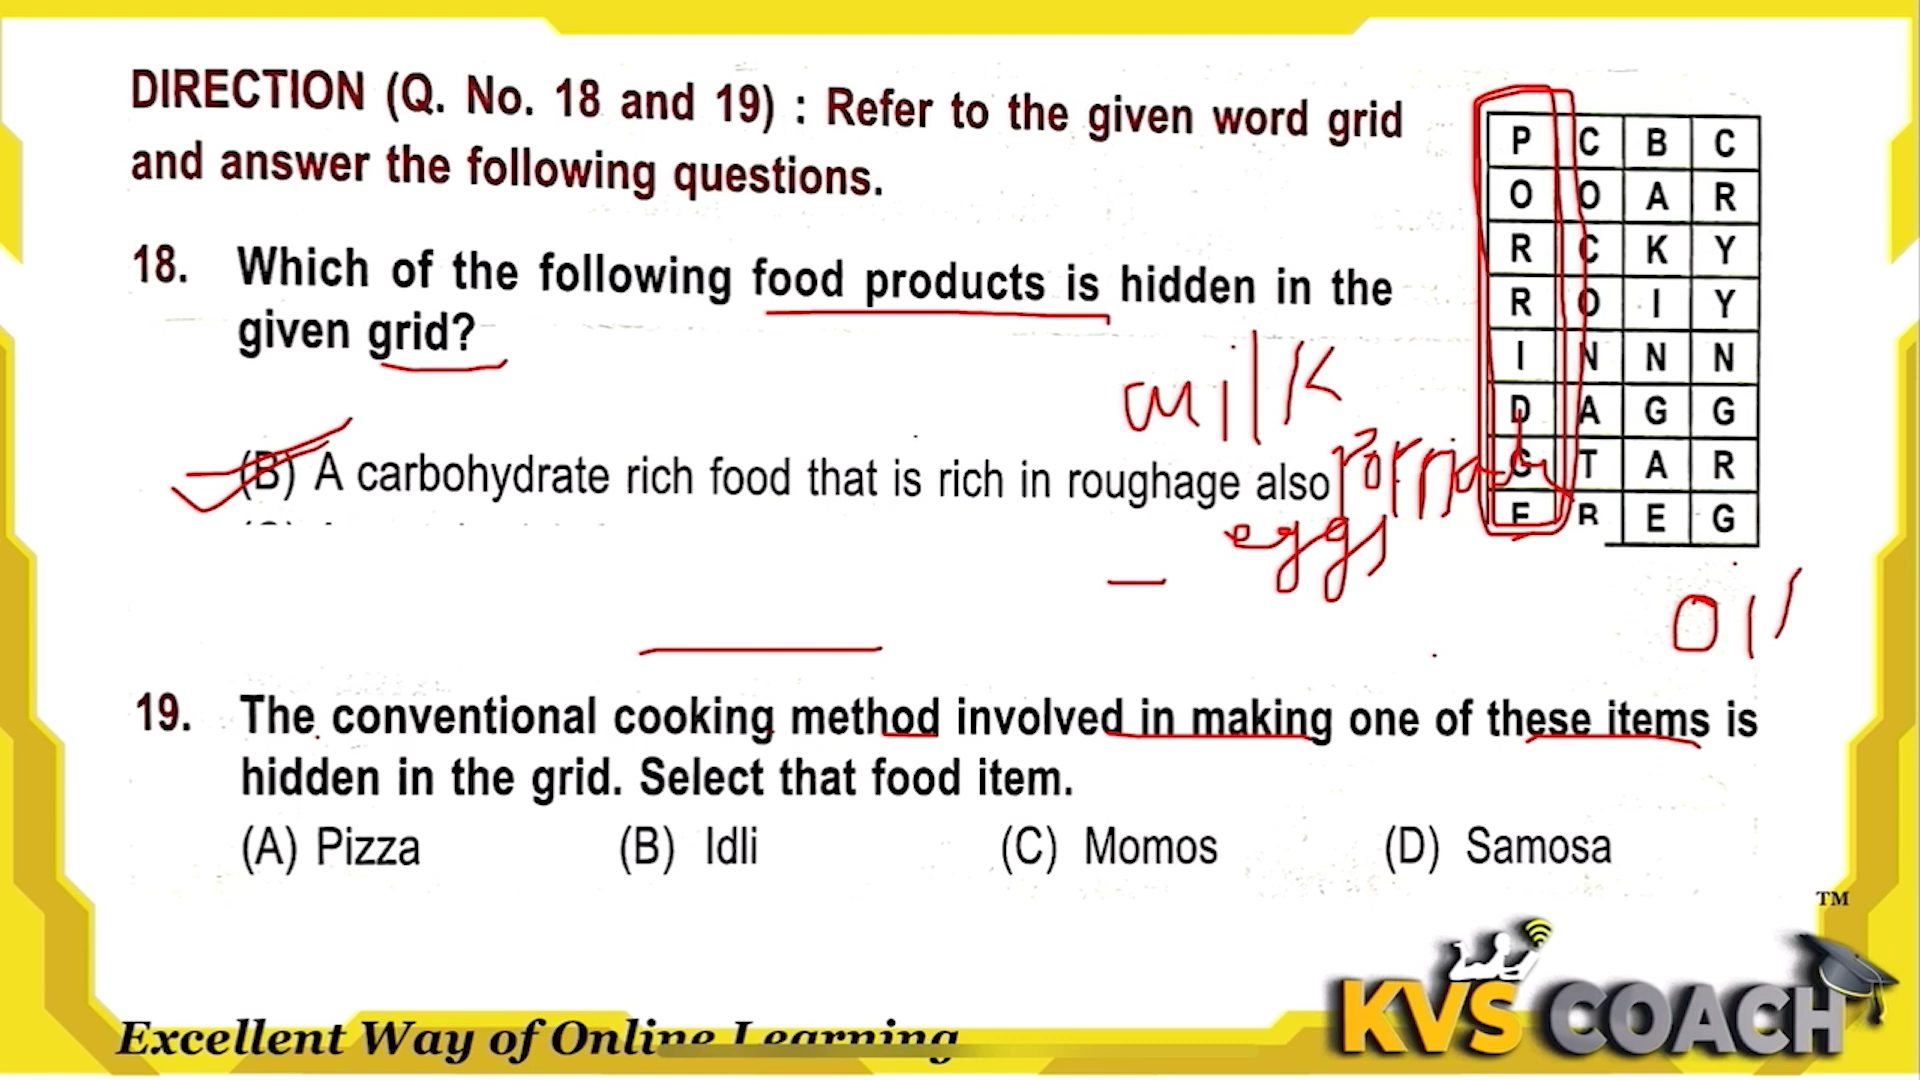 DIRECTION (Q. No. 18 and 19) : Refer to the given word grid
and answer the following questions.
P C B C
O O A R
R C K Y
R O I Y
I N N N
D A G G
G T A R
E R E G
18. Which of the following food products is hidden in the
given grid?
milk
(B) A carbohydrate rich food that is rich in roughage also
eggs
oil
19. The conventional cooking method involved in making one of these items is
hidden in the grid. Select that food item.
(A) Pizza (B) Idli (C) Momos (D) Samosa
TM
KVS COACH
Excellent Way of Online Learning